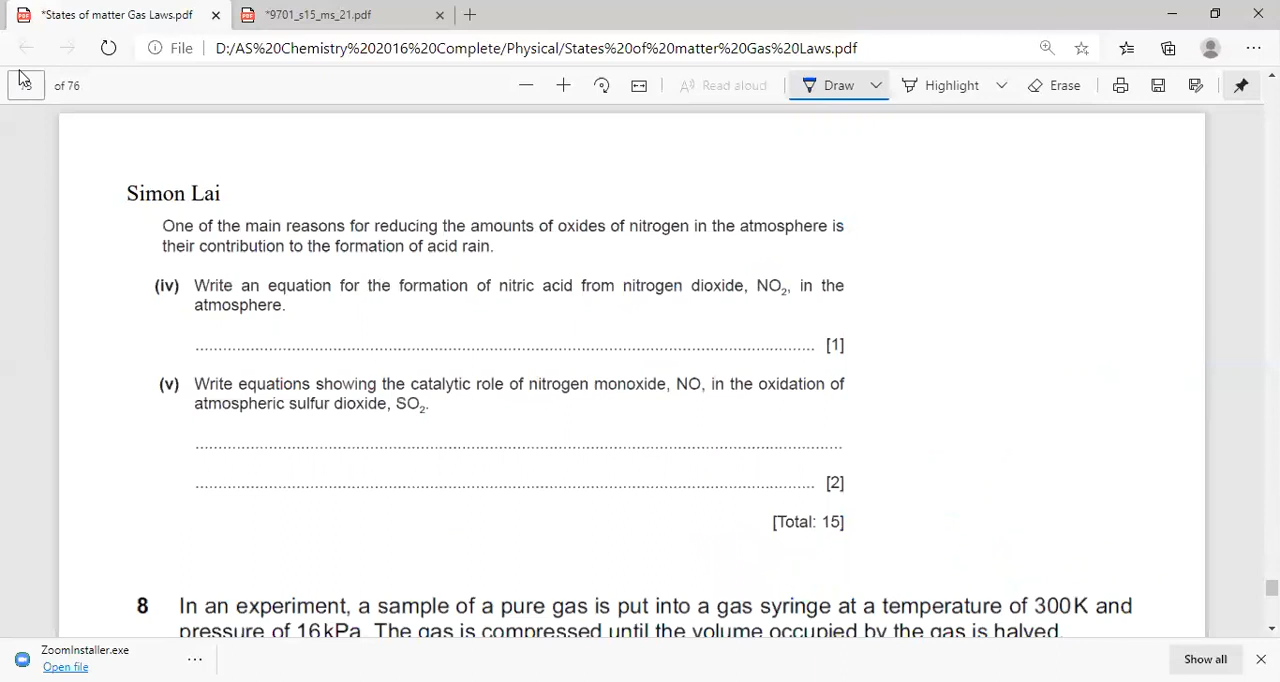 *States of matter Gas Laws.pdf
*9701_s15_ms_21.pdf
File
D:/AS%20Chemistry%202016%20Complete/Physical/States%20of%20matter%20Gas%20Laws.pdf
of 76
Read aloud
Draw
Highlight
Erase
Simon Lai
One of the main reasons for reducing the amounts of oxides of nitrogen in the atmosphere is
their contribution to the formation of acid rain.
(iv) Write an equation for the formation of nitric acid from nitrogen dioxide, NO₂, in the
atmosphere.
.................................................................................................................................... [1]
(v) Write equations showing the catalytic role of nitrogen monoxide, NO, in the oxidation of
atmospheric sulfur dioxide, SO₂.
..........................................................................................................................................
.................................................................................................................................... [2]
[Total: 15]
8 In an experiment, a sample of a pure gas is put into a gas syringe at a temperature of 300K and
pressure of 16kPa. The gas is compressed until the volume occupied by the gas is halved.
ZoomInstaller.exe
Open file
Show all